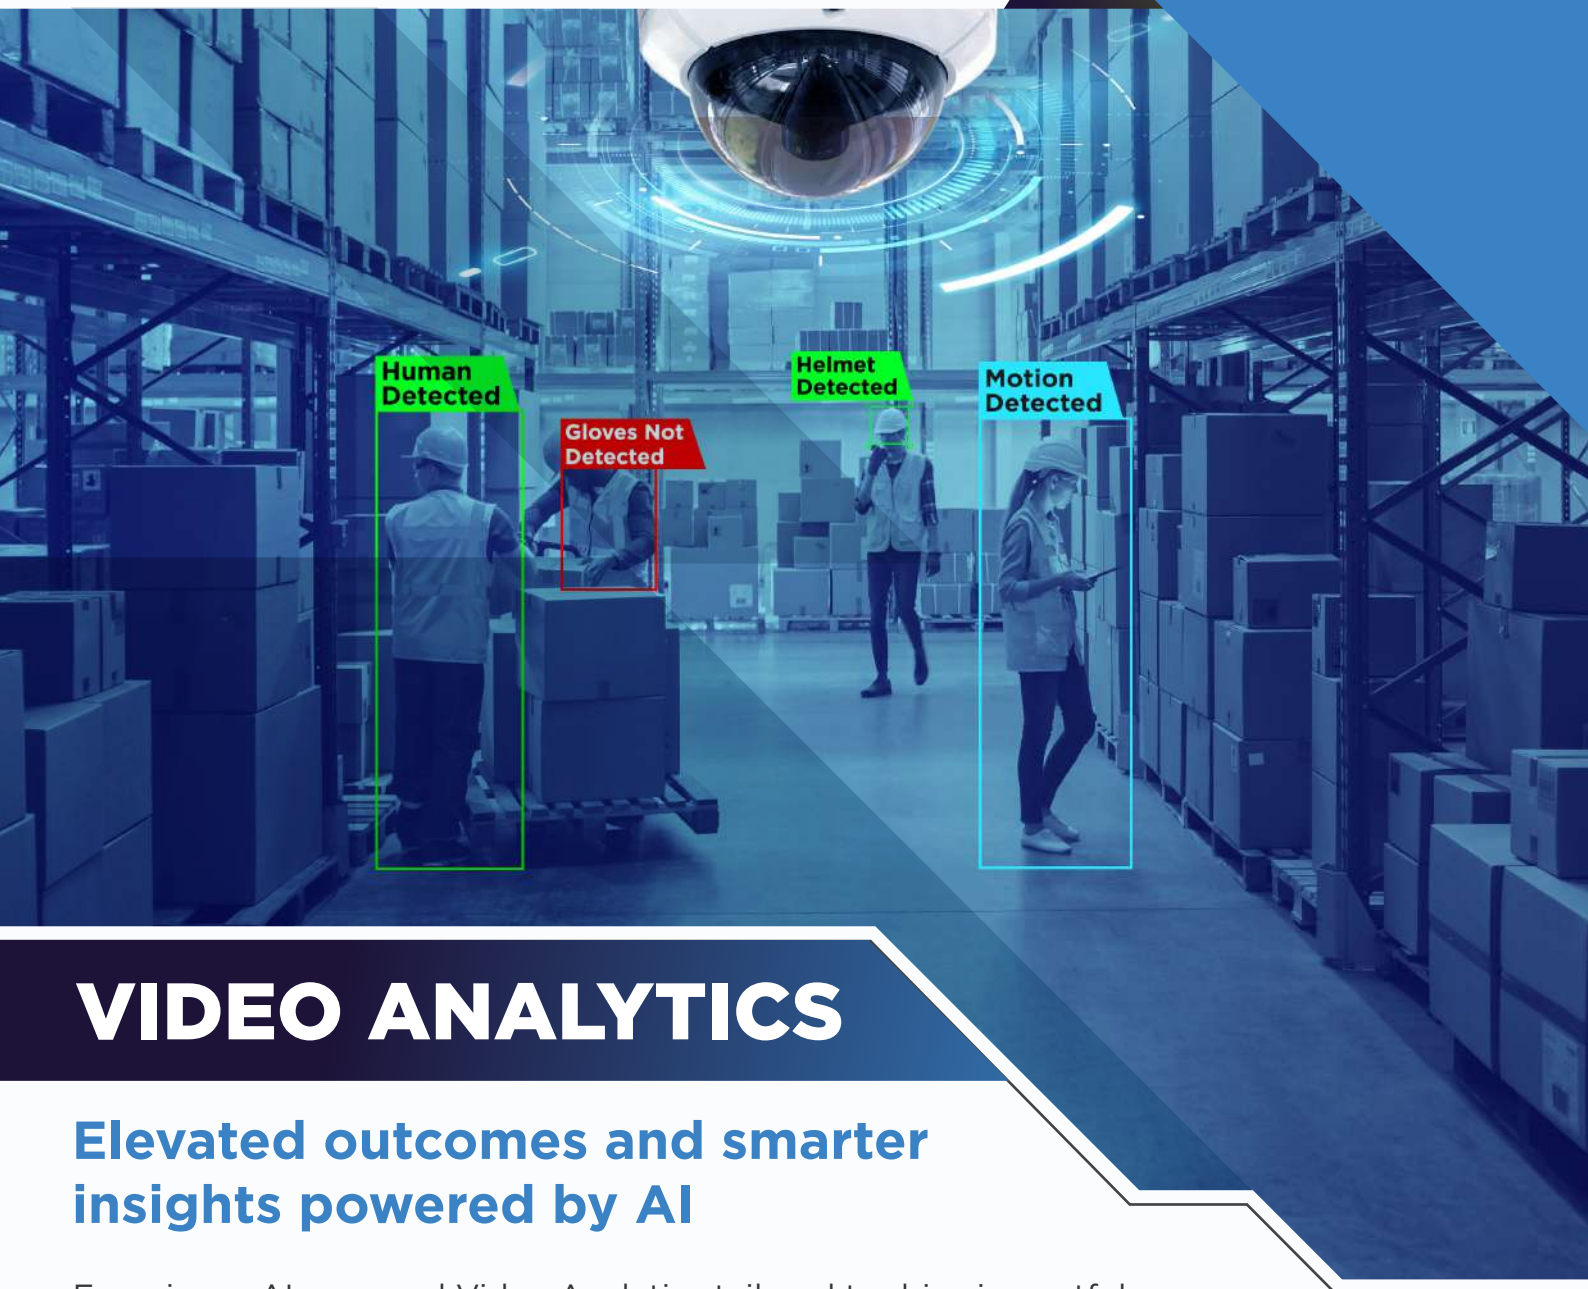 Human
Detected
Gloves Not
Detected
Helmet
Detected
Motion
Detected
VIDEO ANALYTICS
Elevated outcomes and smarter
insights powered by AI